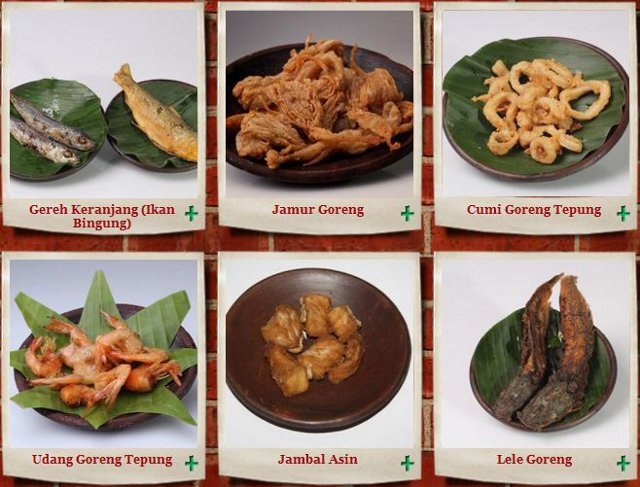 Gereh Keranjang (Ikan
Bingung)
Jamur Goreng
Cumi Goreng Tepung
Udang Goreng Tepung
Jambal Asin
Lele Goreng